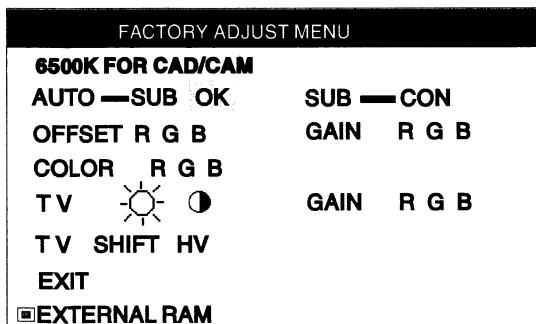 FACTORY ADJUST MENU
6500K FOR CAD/CAM
AUTO — SUB OK SUB — CON
OFFSET R G B GAIN R G B
COLOR R G B
TV GAIN R G B
TV SHIFT HV
EXIT
EXTERNAL RAM